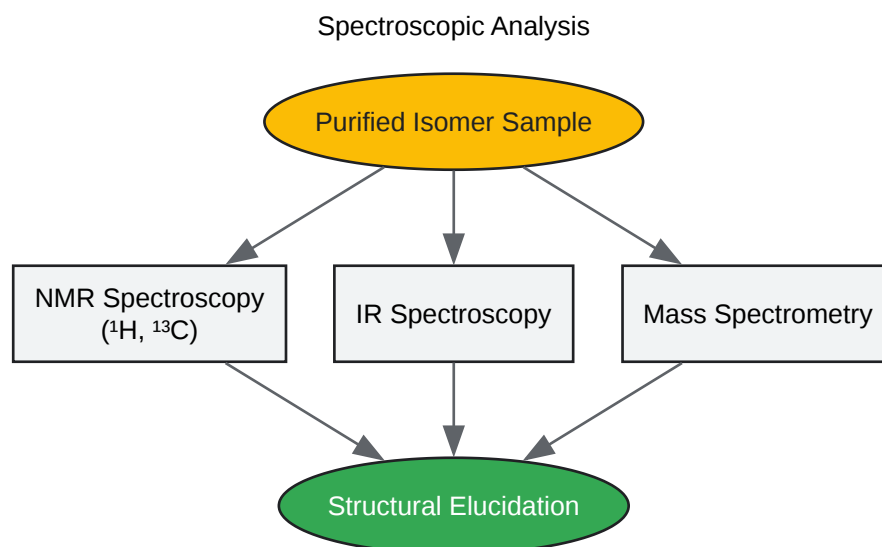 Spectroscopic Analysis
Purified Isomer Sample
NMR Spectroscopy
(¹H, ¹³C)
IR Spectroscopy
Mass Spectrometry
Structural Elucidation